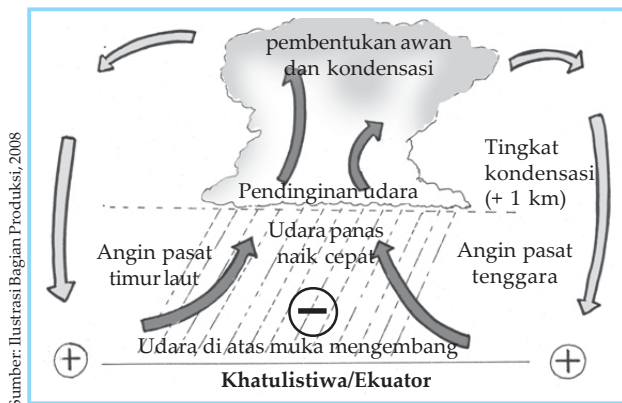 pembentukan awan
dan kondensasi
Tingkat
kondensasi
(+ 1 km)
Pendinginan udara
Udara panas
naik cepat
Angin pasat
timur laut
Angin pasat
tenggara
−
Udara di atas muka mengembang
+
+
Khatulistiwa/Ekuator
Sumber: Ilustrasi Bagian Produksi, 2008